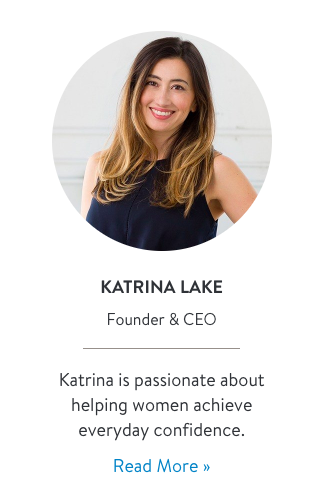 KATRINA LAKE
Founder & CEO
Katrina is passionate about
helping women achieve
everyday confidence.
Read More »